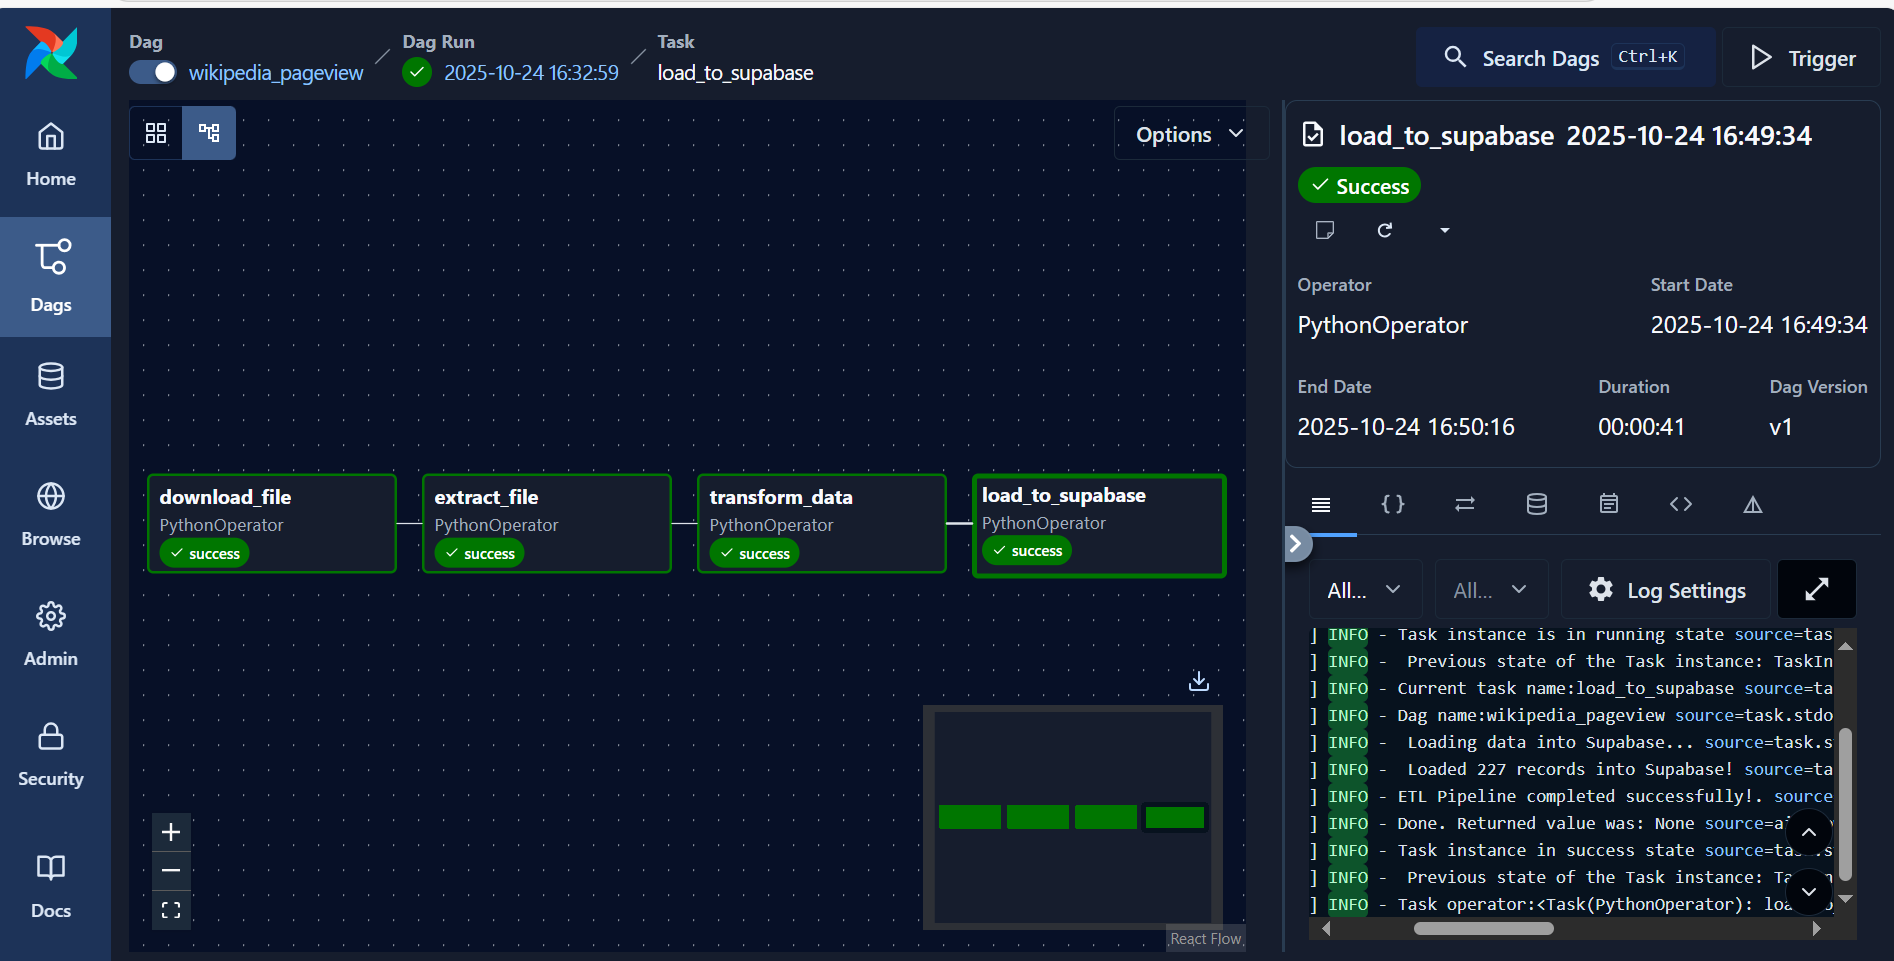 Dag
wikipedia_pageview
Dag Run
2025-10-24 16:32:59
Task
load_to_supabase
Search Dags
Ctrl+K
Trigger
Home
Dags
Assets
Browse
Admin
Security
Docs
Options
download_file
PythonOperator
success
extract_file
PythonOperator
success
transform_data
PythonOperator
success
load_to_supabase
PythonOperator
success
React Flow
load_to_supabase 2025-10-24 16:49:34
Success
Operator
PythonOperator
Start Date
2025-10-24 16:49:34
End Date
2025-10-24 16:50:16
Duration
00:00:41
Dag Version
v1
All...
All...
Log Settings
] INFO - Task instance is in running state source=tas
] INFO -  Previous state of the Task instance: TaskIn
] INFO - Current task name:load_to_supabase source=ta
] INFO - Dag name:wikipedia_pageview source=task.stdo
] INFO -  Loading data into Supabase... source=task.s
] INFO -  Loaded 227 records into Supabase! source=ta
] INFO - ETL Pipeline completed successfully!. source
] INFO - Done. Returned value was: None source=a
] INFO - Task instance in success state source=ta
] INFO -  Previous state of the Task instance: Ta
] INFO - Task operator:<Task(PythonOperator): loa